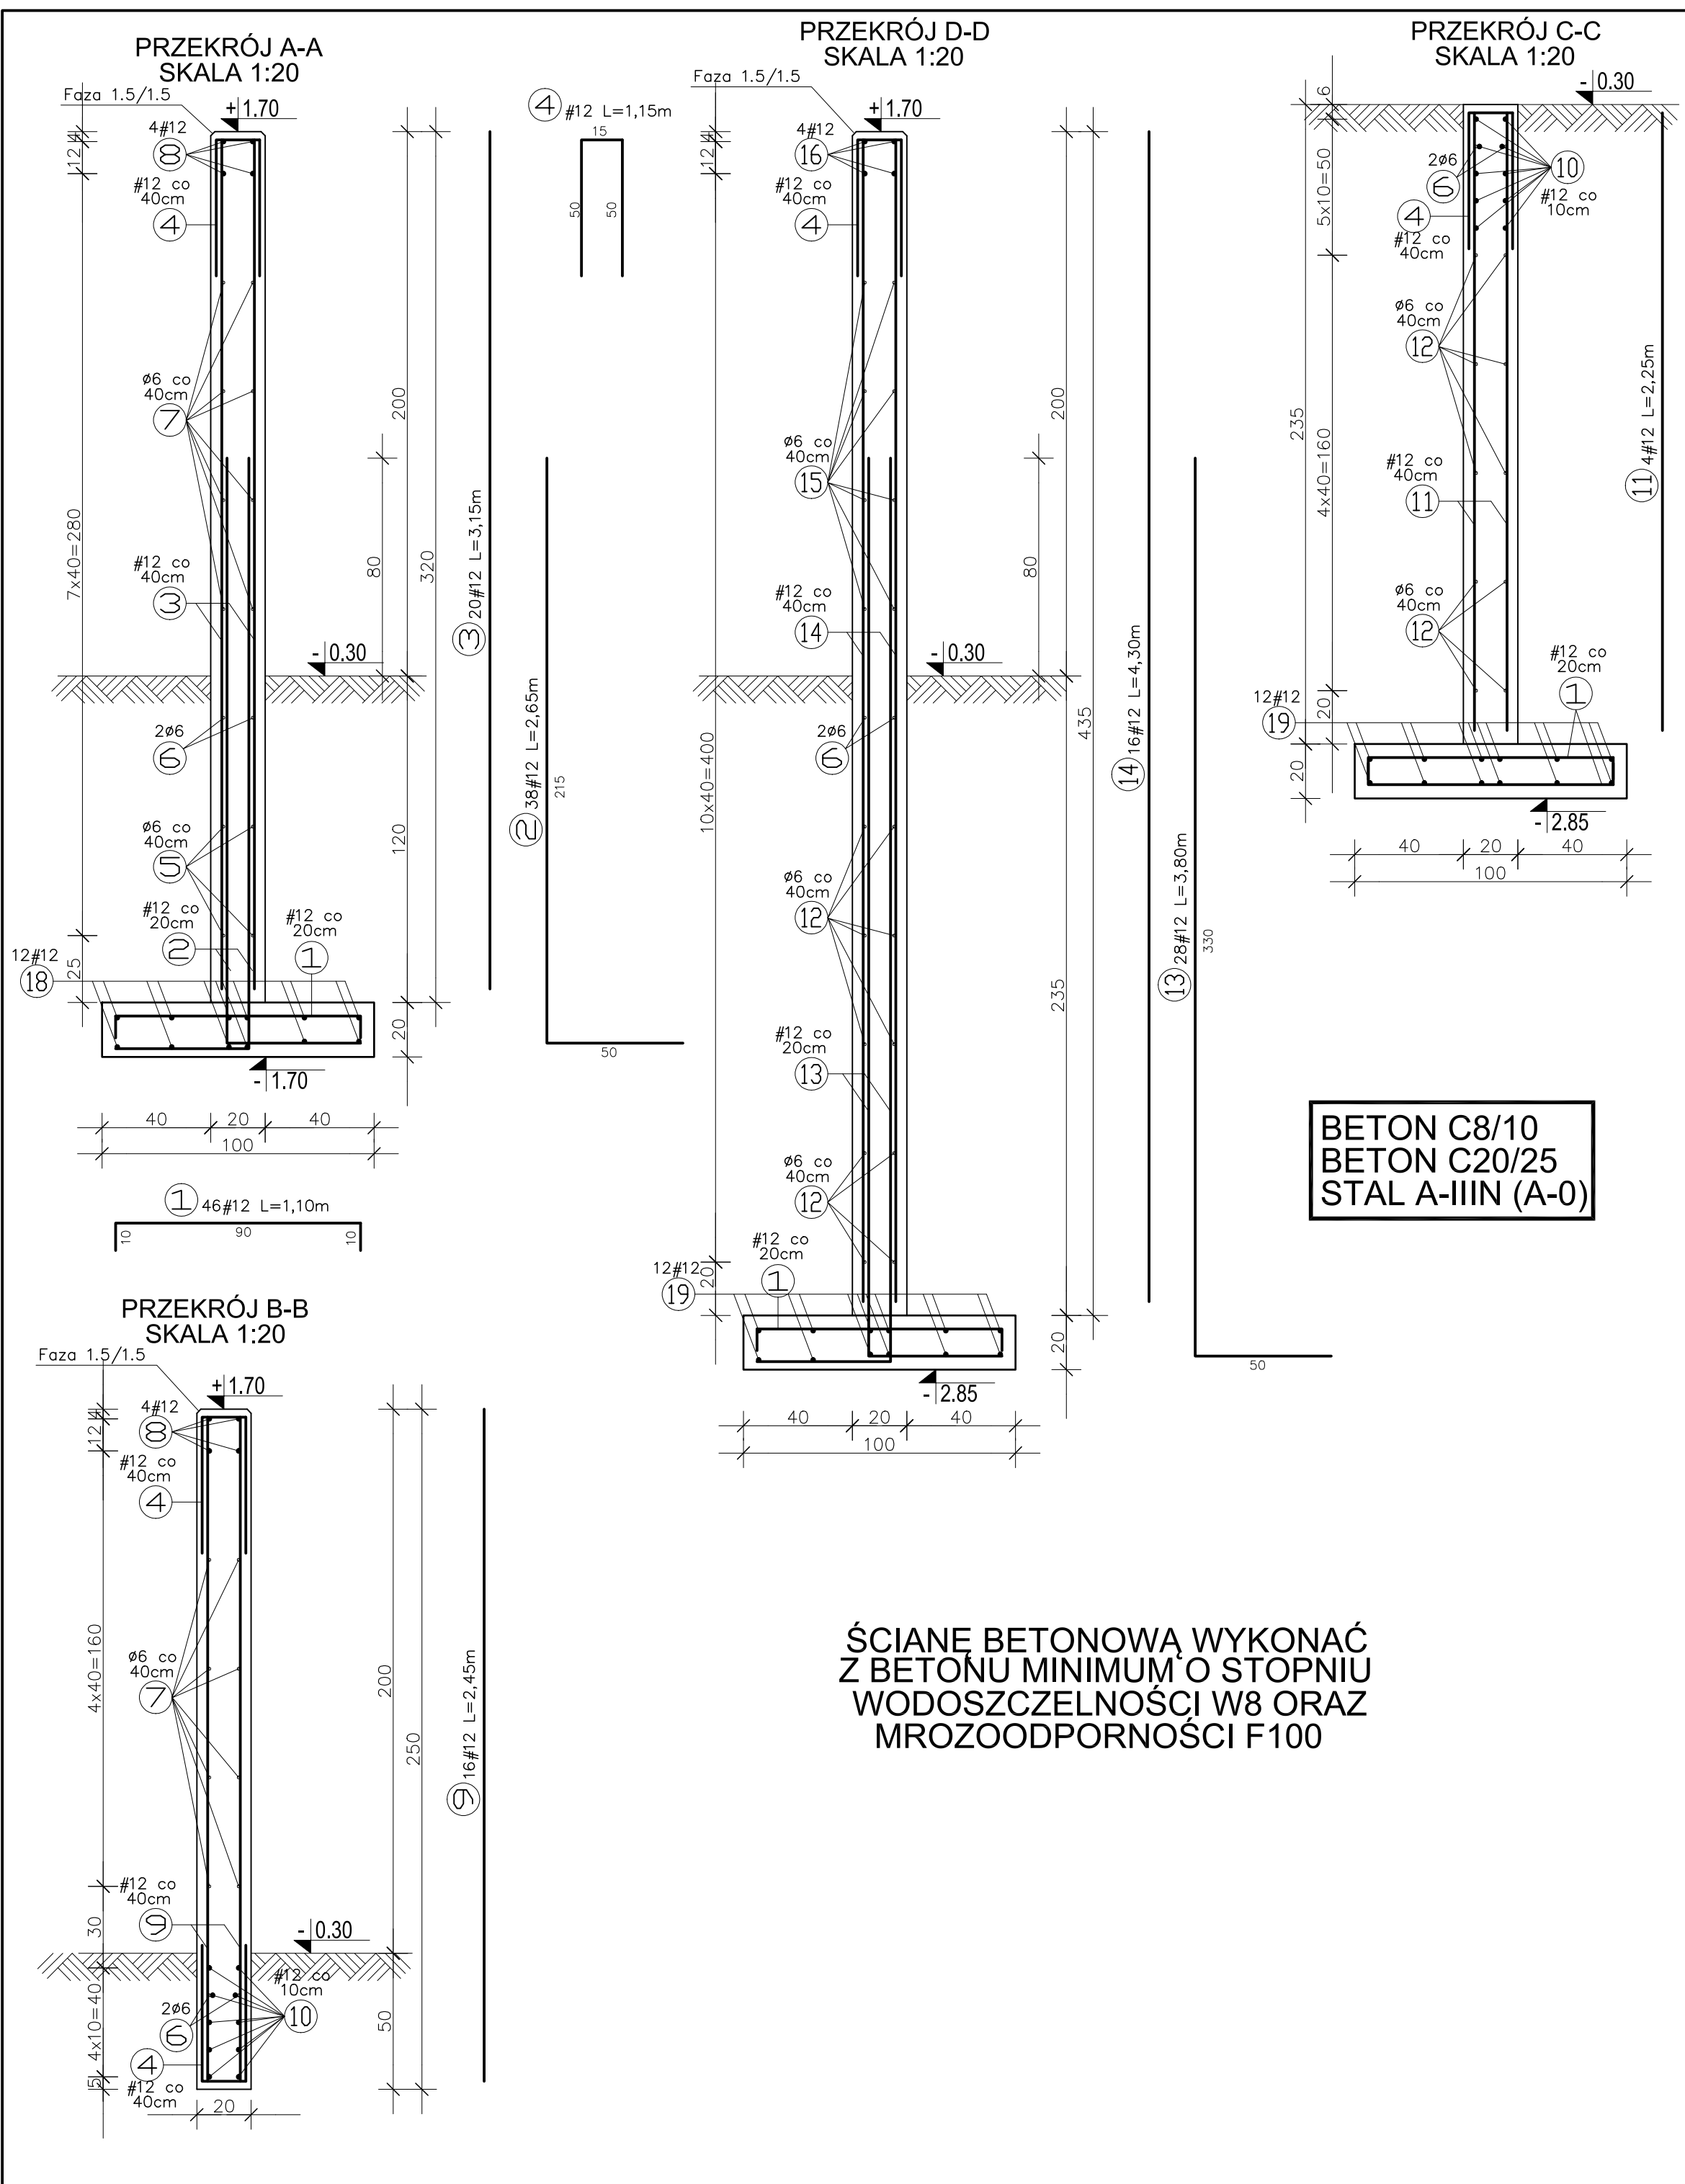 PRZEKRÓJ A-A
SKALA 1:20
Faza 1.5/1.5
+ 1.70
4
12
4#12
8
#12 co
40cm
4
ø6 co
40cm
7
7x40=280
#12 co
40cm
3
200
80
320
- 0.30
2ø6
6
ø6 co
40cm
5
#12 co
20cm
2
#12 co
20cm
1
12#12
18
25
120
20
- 1.70
40
20
40
100
3 20#12 L=3,15m
2 38#12 L=2,65m
215
50
4 #12 L=1,15m
15
50
50
1 46#12 L=1,10m
10
90
10
PRZEKRÓJ D-D
SKALA 1:20
Faza 1.5/1.5
+ 1.70
4
12
4#12
16
#12 co
40cm
4
ø6 co
40cm
15
#12 co
40cm
14
200
80
- 0.30
435
10x40=400
2ø6
6
ø6 co
40cm
12
235
#12 co
20cm
13
ø6 co
40cm
12
#12 co
20cm
1
12#12
19
20
20
- 2.85
40
20
40
100
14 16#12 L=4,30m
13 28#12 L=3,80m
330
50
PRZEKRÓJ C-C
SKALA 1:20
- 0.30
6
5x10=50
2ø6
6
10
#12 co
10cm
4
#12 co
40cm
ø6 co
40cm
12
235
4x40=160
#12 co
40cm
11
11 4#12 L=2,25m
ø6 co
40cm
12
#12 co
20cm
1
12#12
19
20
20
- 2.85
40
20
40
100
BETON C8/10
BETON C20/25
STAL A-IIIN (A-0)
PRZEKRÓJ B-B
SKALA 1:20
Faza 1.5/1.5
+ 1.70
4
12
4#12
8
#12 co
40cm
4
4x40=160
ø6 co
40cm
7
200
250
9 16#12 L=2,45m
#12 co
40cm
9
30
- 0.30
#12 co
10cm
10
4x10=40
2ø6
6
50
4
5
#12 co
40cm
20
ŚCIANĘ BETONOWĄ WYKONAĆ
Z BETONU MINIMUM O STOPNIU
WODOSZCZELNOŚCI W8 ORAZ
MROZOODPORNOŚCI F100